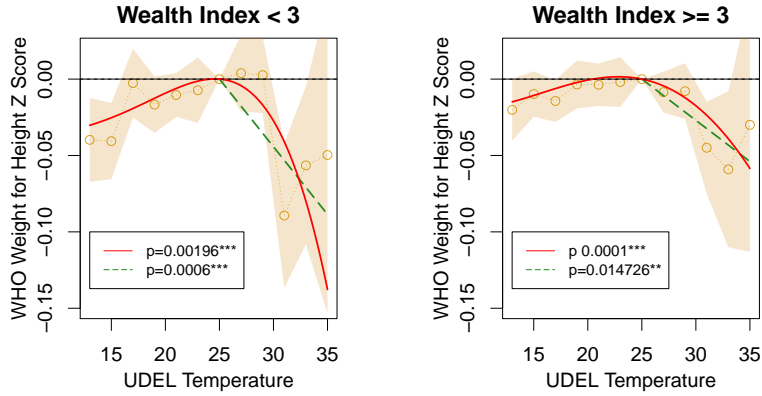 Wealth Index < 3
WHO Weight for Height Z Score
0.00
−0.05
−0.10
−0.15
p=0.00196***
p=0.0006***
15 20 25 30 35
UDEL Temperature
Wealth Index >= 3
WHO Weight for Height Z Score
0.00
−0.05
−0.10
−0.15
p 0.0001***
p=0.014726**
15 20 25 30 35
UDEL Temperature